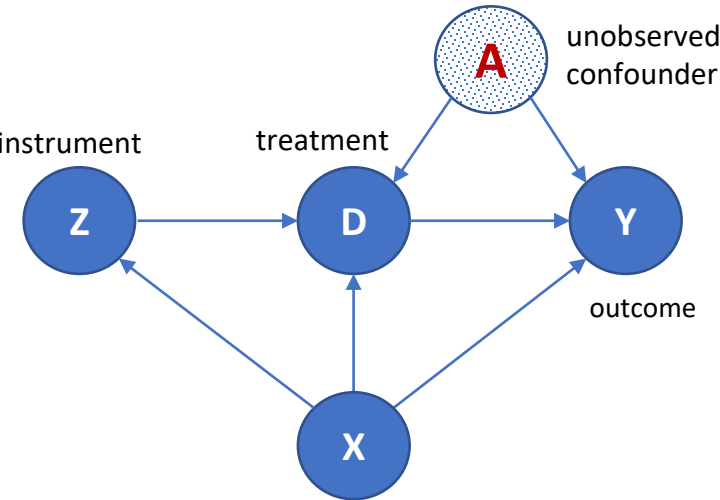 A
unobserved
confounder
instrument
treatment
Z
D
Y
outcome
X